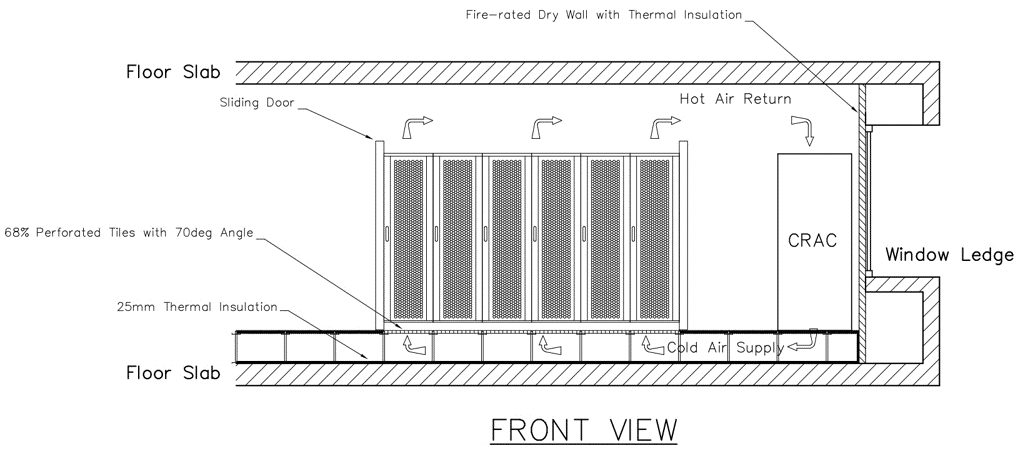 Fire-rated Dry Wall with Thermal Insulation
Floor Slab
Sliding Door
Hot Air Return
68% Perforated Tiles with 70deg Angle
CRAC
Window Ledge
25mm Thermal Insulation
Cold Air Supply
Floor Slab
FRONT VIEW